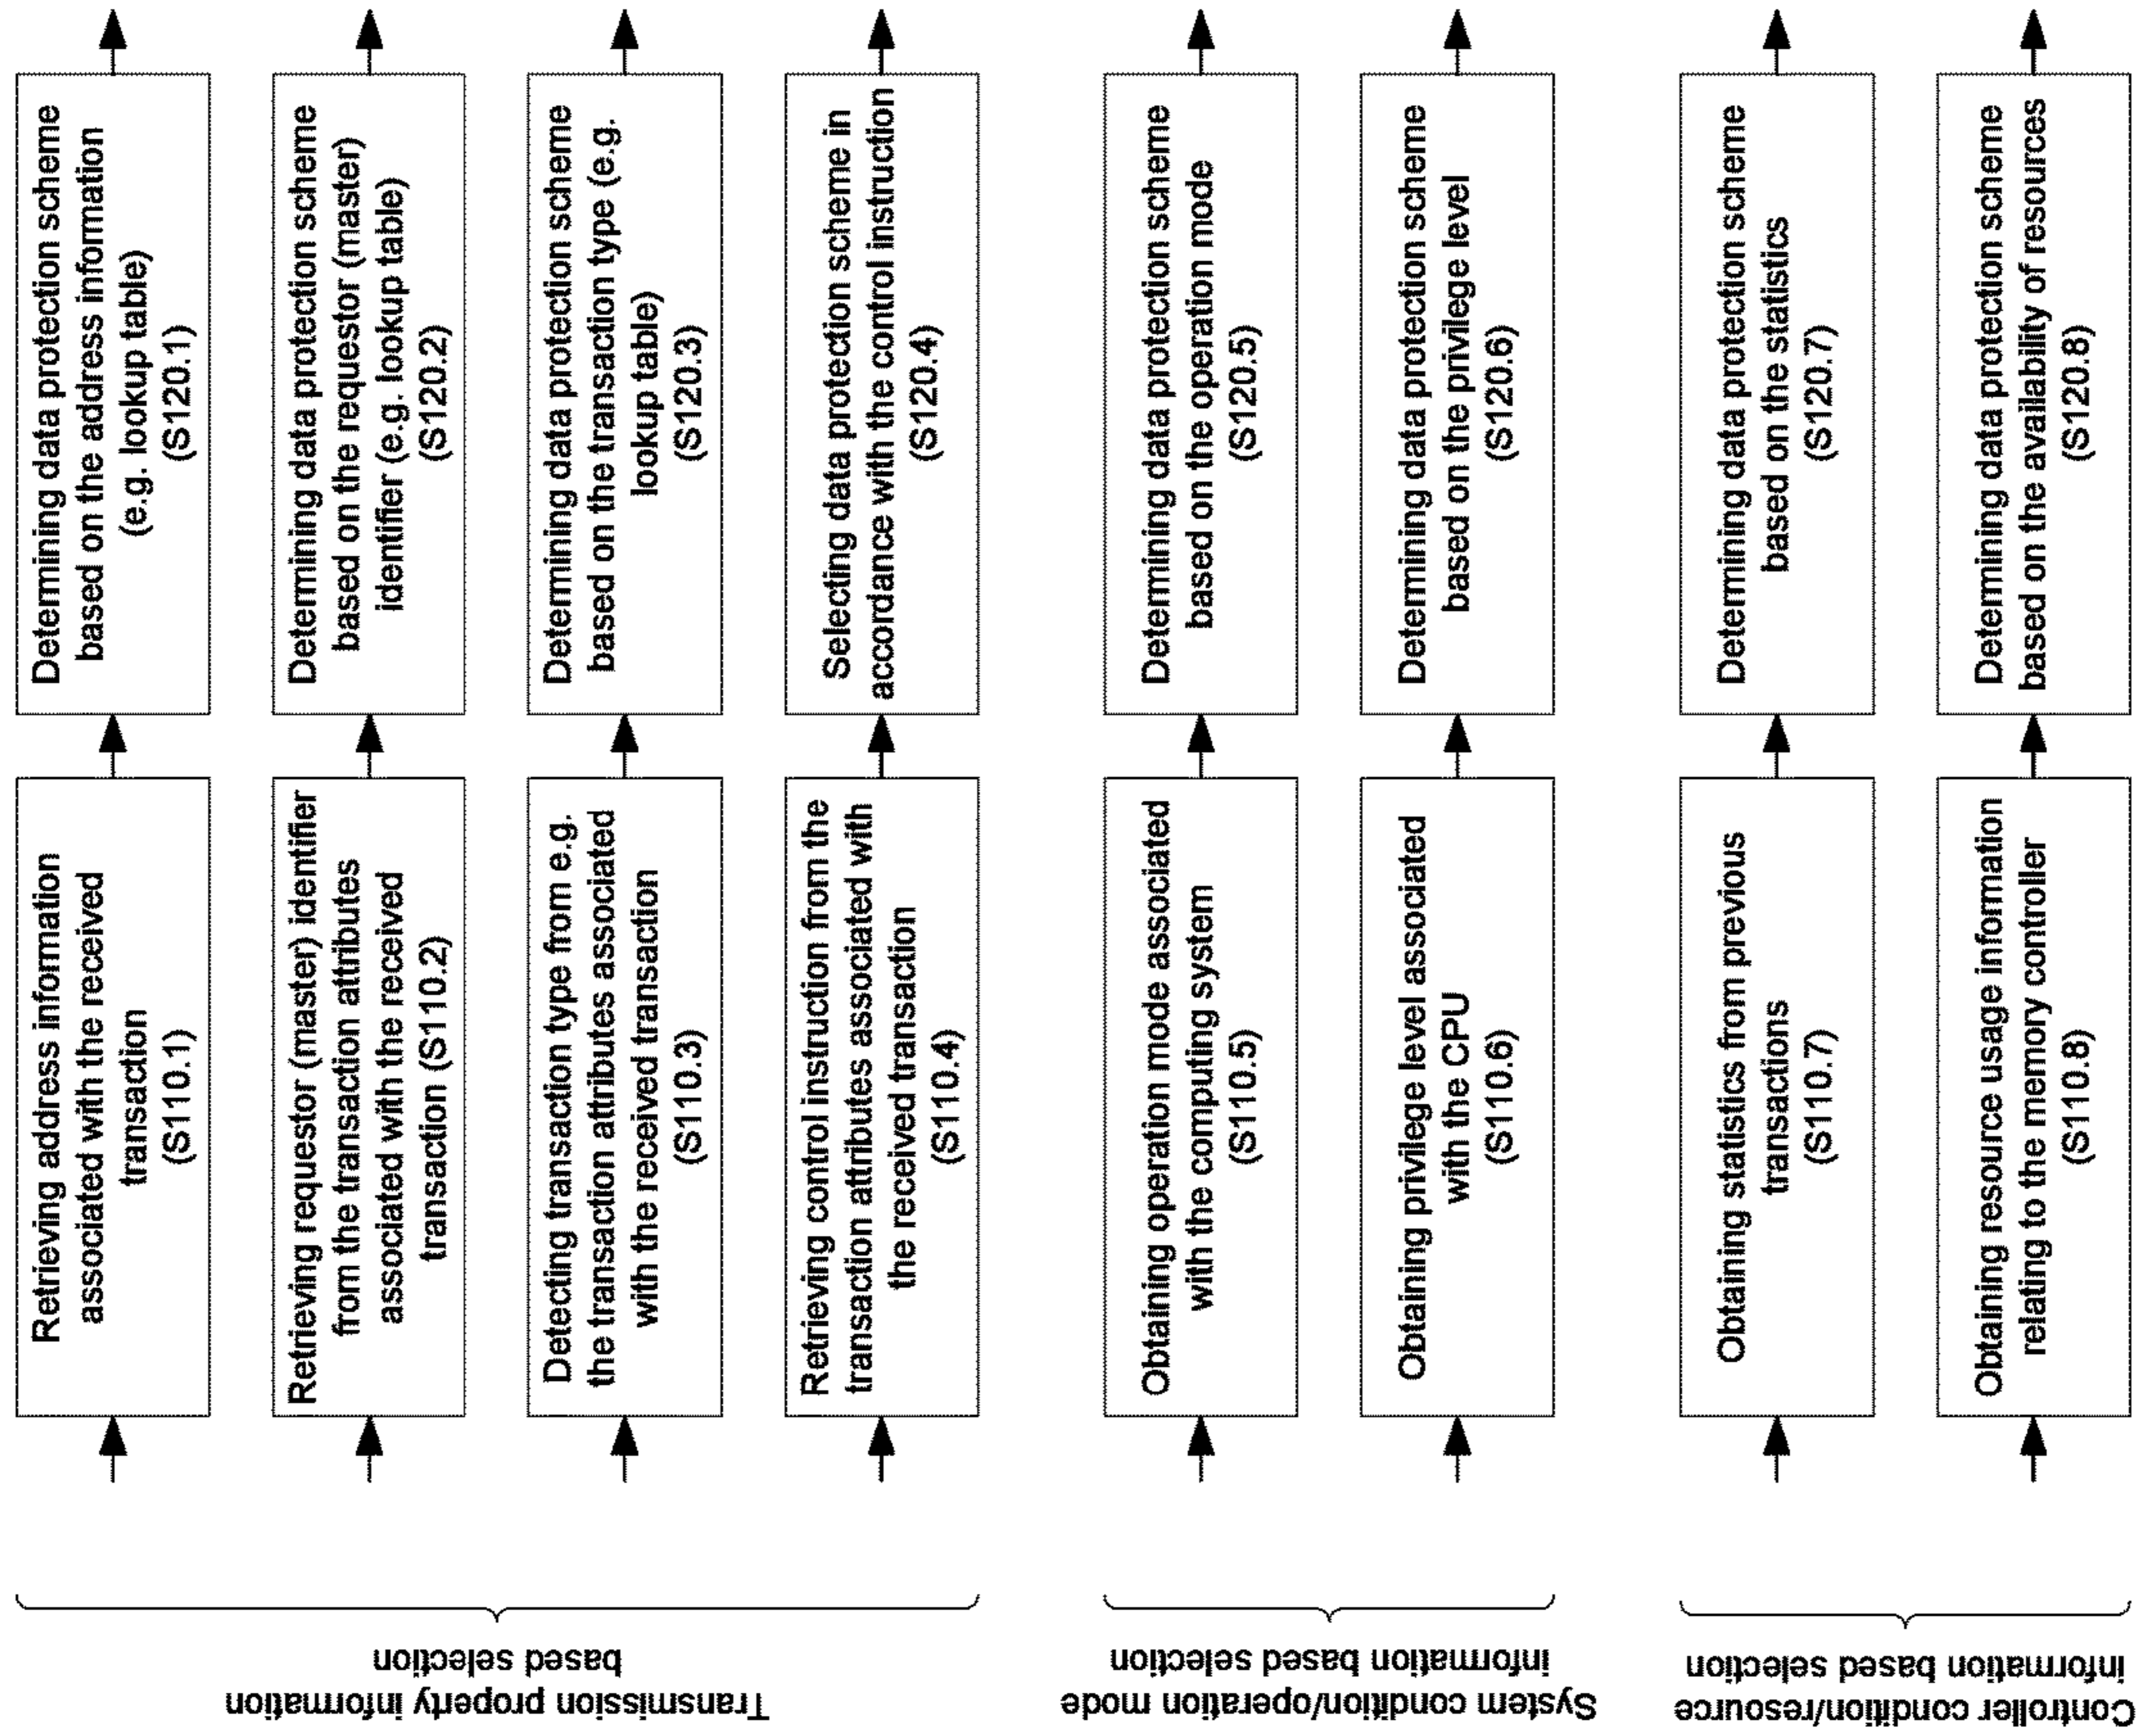 Transmission property information
based selection
Retrieving address information
associated with the received
transaction
(S110.1)
Determining data protection scheme
based on the address information
(e.g. lookup table)
(S120.1)
Retrieving requestor (master) identifier
from the transaction attributes
associated with the received
transaction (S110.2)
Determining data protection scheme
based on the requestor (master)
identifier (e.g. lookup table)
(S120.2)
Detecting transaction type from e.g.
the transaction attributes associated
with the received transaction
(S110.3)
Determining data protection scheme
based on the transaction type (e.g.
lookup table)
(S120.3)
Retrieving control instruction from the
transaction attributes associated with
the received transaction
(S110.4)
Selecting data protection scheme in
accordance with the control instruction
(S120.4)
System condition/operation/operation mode
information based selection
Obtaining operation mode associated
with the computing system
(S110.5)
Determining data protection scheme
based on the operation mode
(S120.5)
Obtaining privilege level associated
with the CPU
(S110.6)
Determining data protection scheme
based on the privilege level
(S120.6)
Controller condition/resource
information based selection
Obtaining statistics from previous
transactions
(S110.7)
Determining data protection scheme
based on the statistics
(S120.7)
Obtaining resource usage information
relating to the memory controller
(S110.8)
Determining data protection scheme
based on the availability of resources
(S120.8)